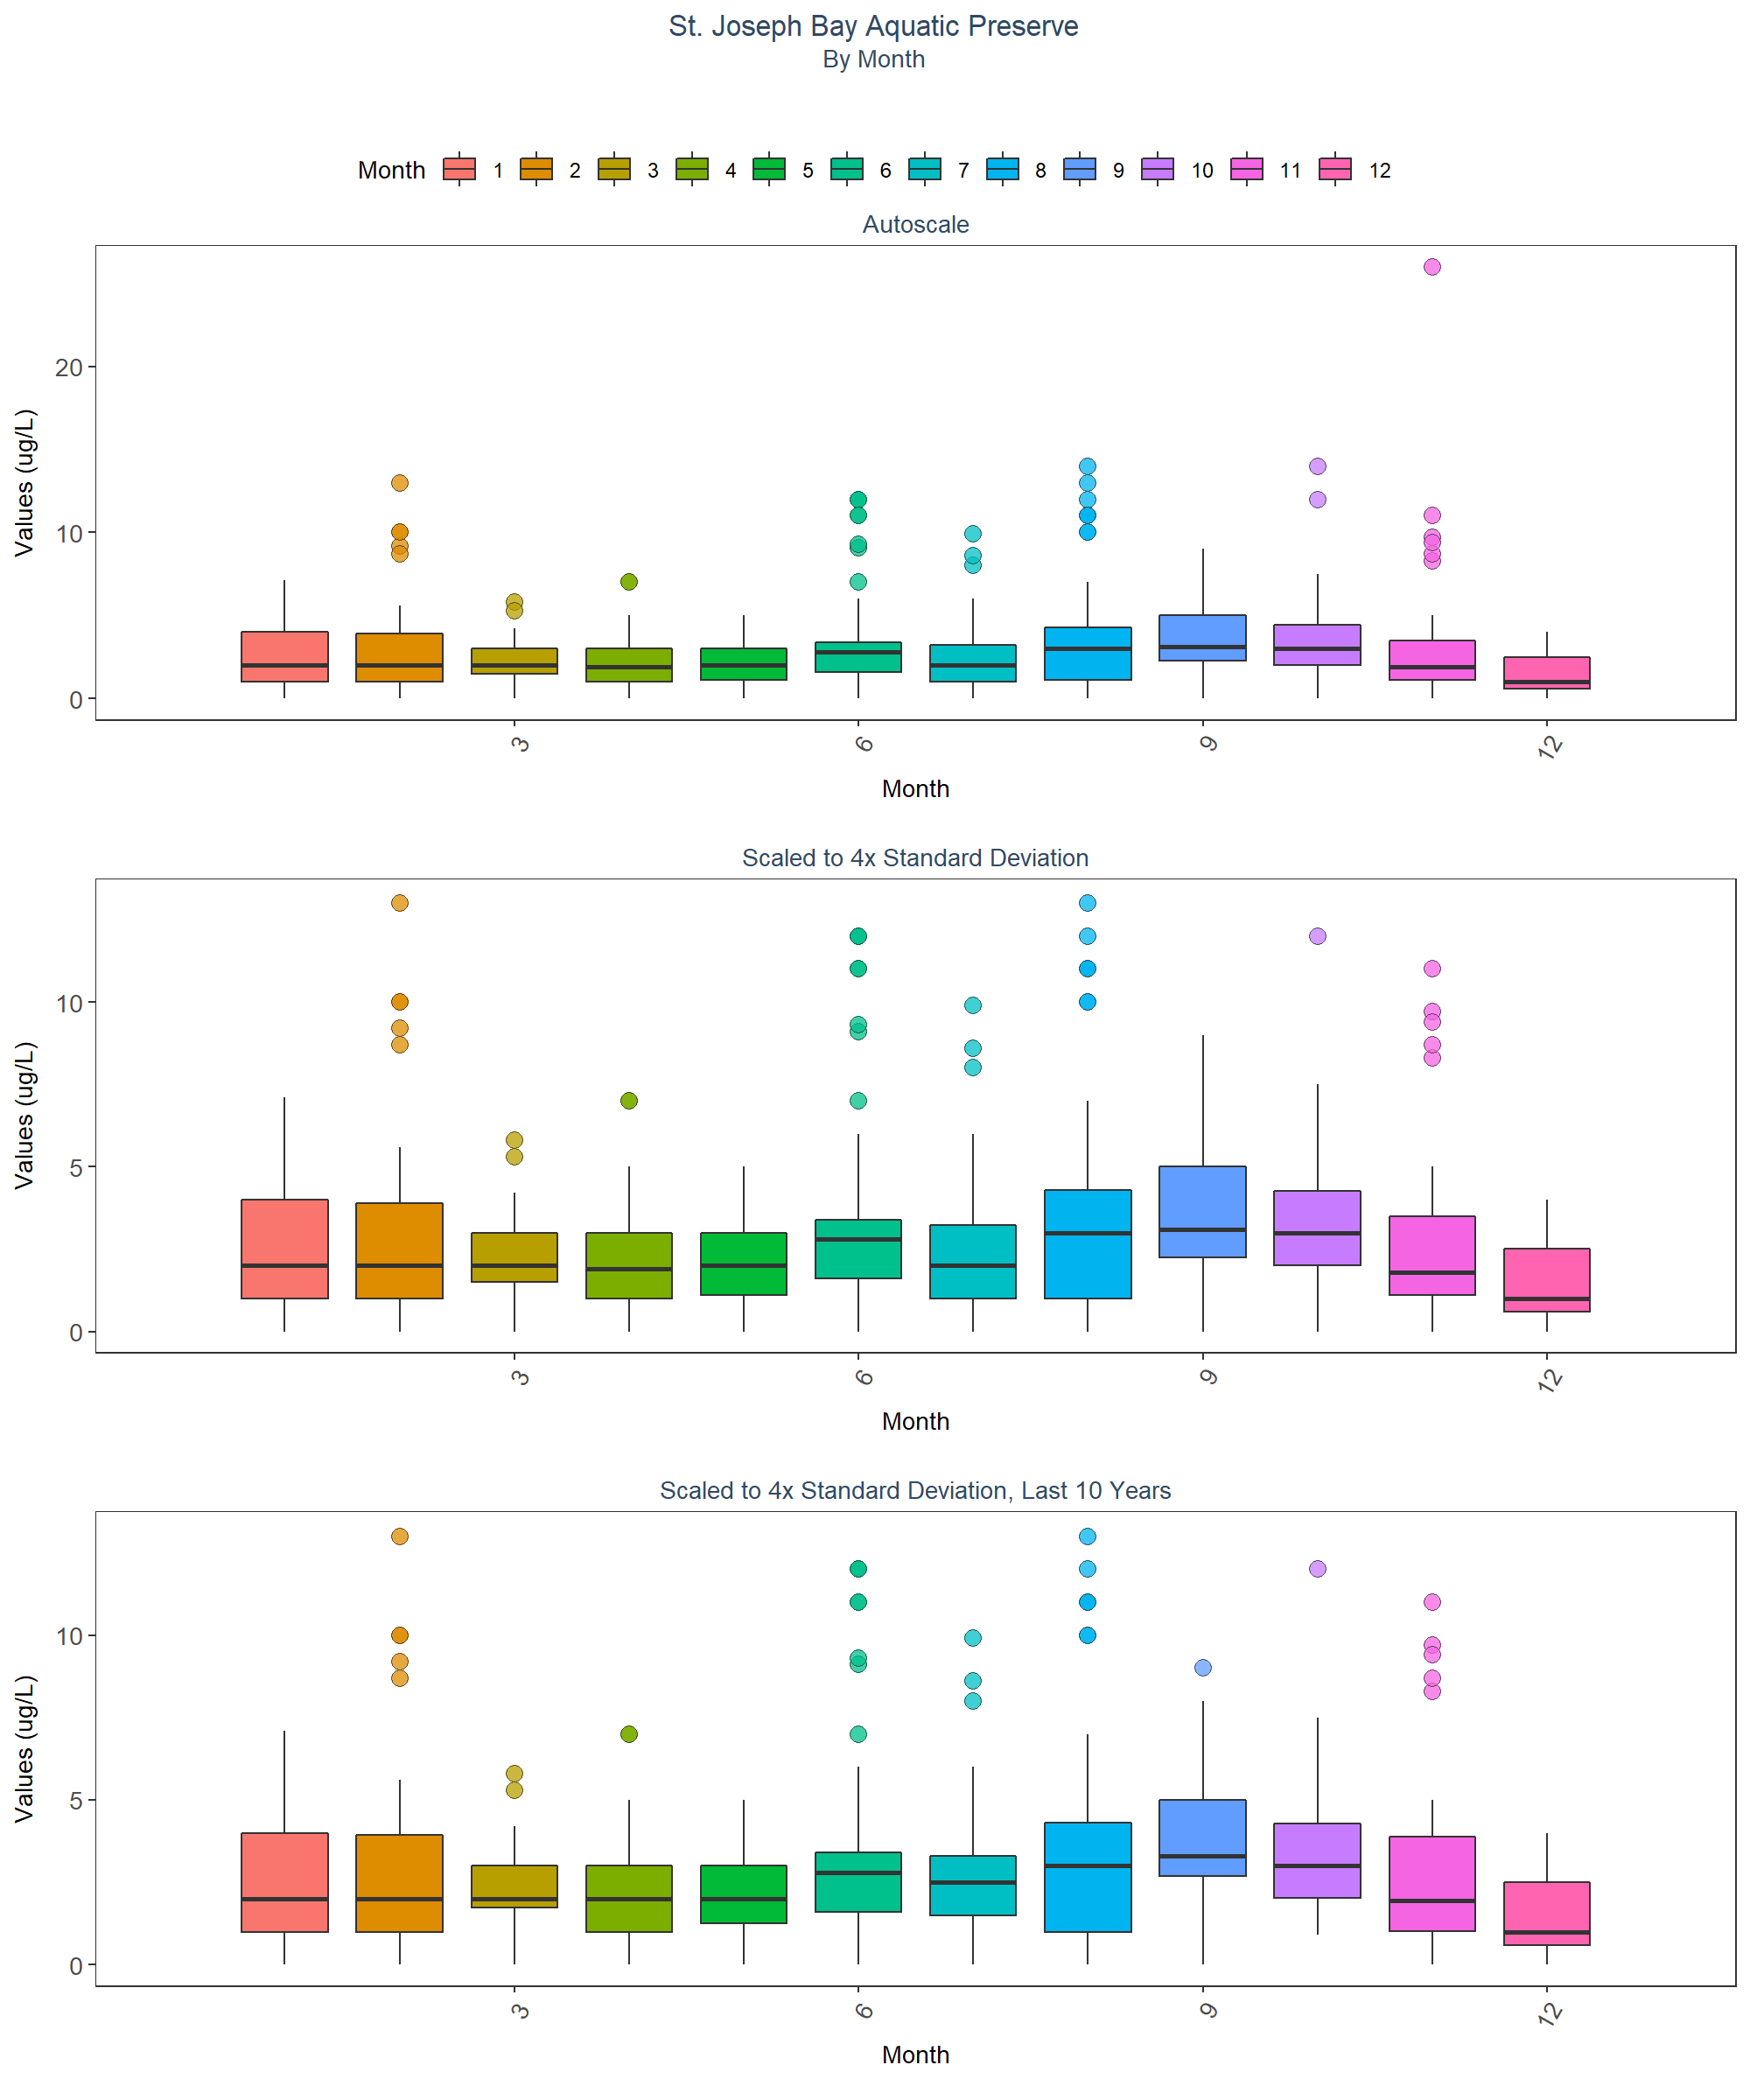 St. Joseph Bay Aquatic Preserve
By Month
Month 1 2 3 4 5 6 7 8 9 10 11 12
Autoscale
Values (ug/L)
20
10
0
3 6 9 12
Month
Scaled to 4x Standard Deviation
Values (ug/L)
10
5
0
3 6 9 12
Month
Scaled to 4x Standard Deviation, Last 10 Years
Values (ug/L)
10
5
0
3 6 9 12
Month